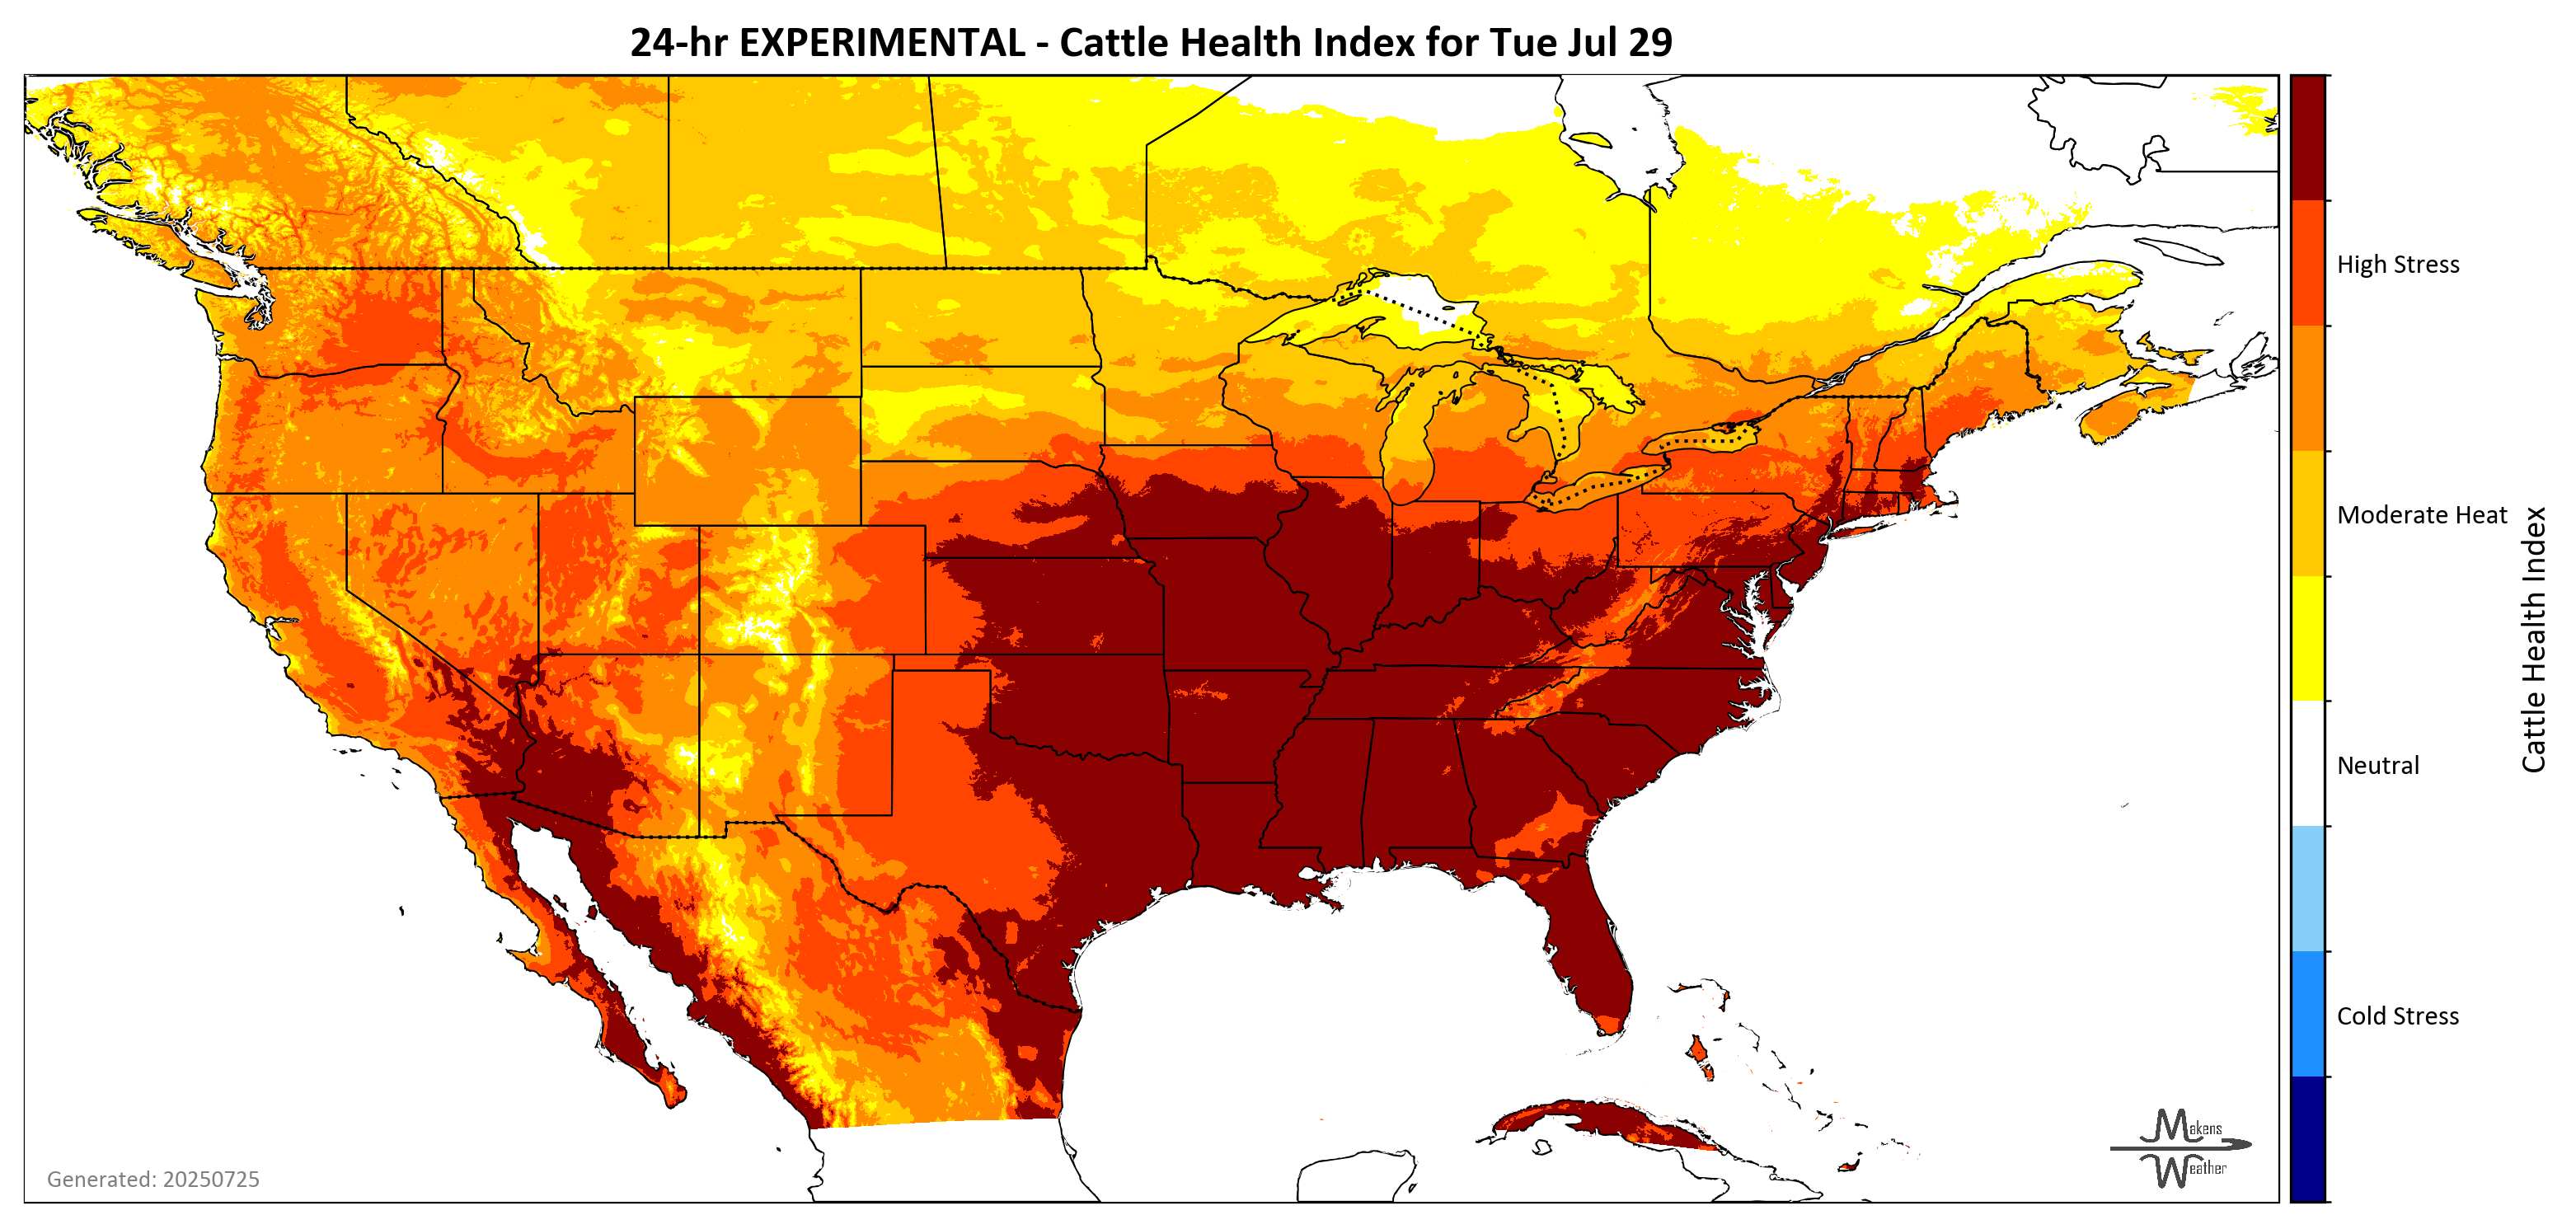 24-hr EXPERIMENTAL - Cattle Health Index for Tue Jul 29
High Stress
Moderate Heat
Neutral
Cold Stress
Cattle Health Index
Generated: 20250725
Makens
Weather